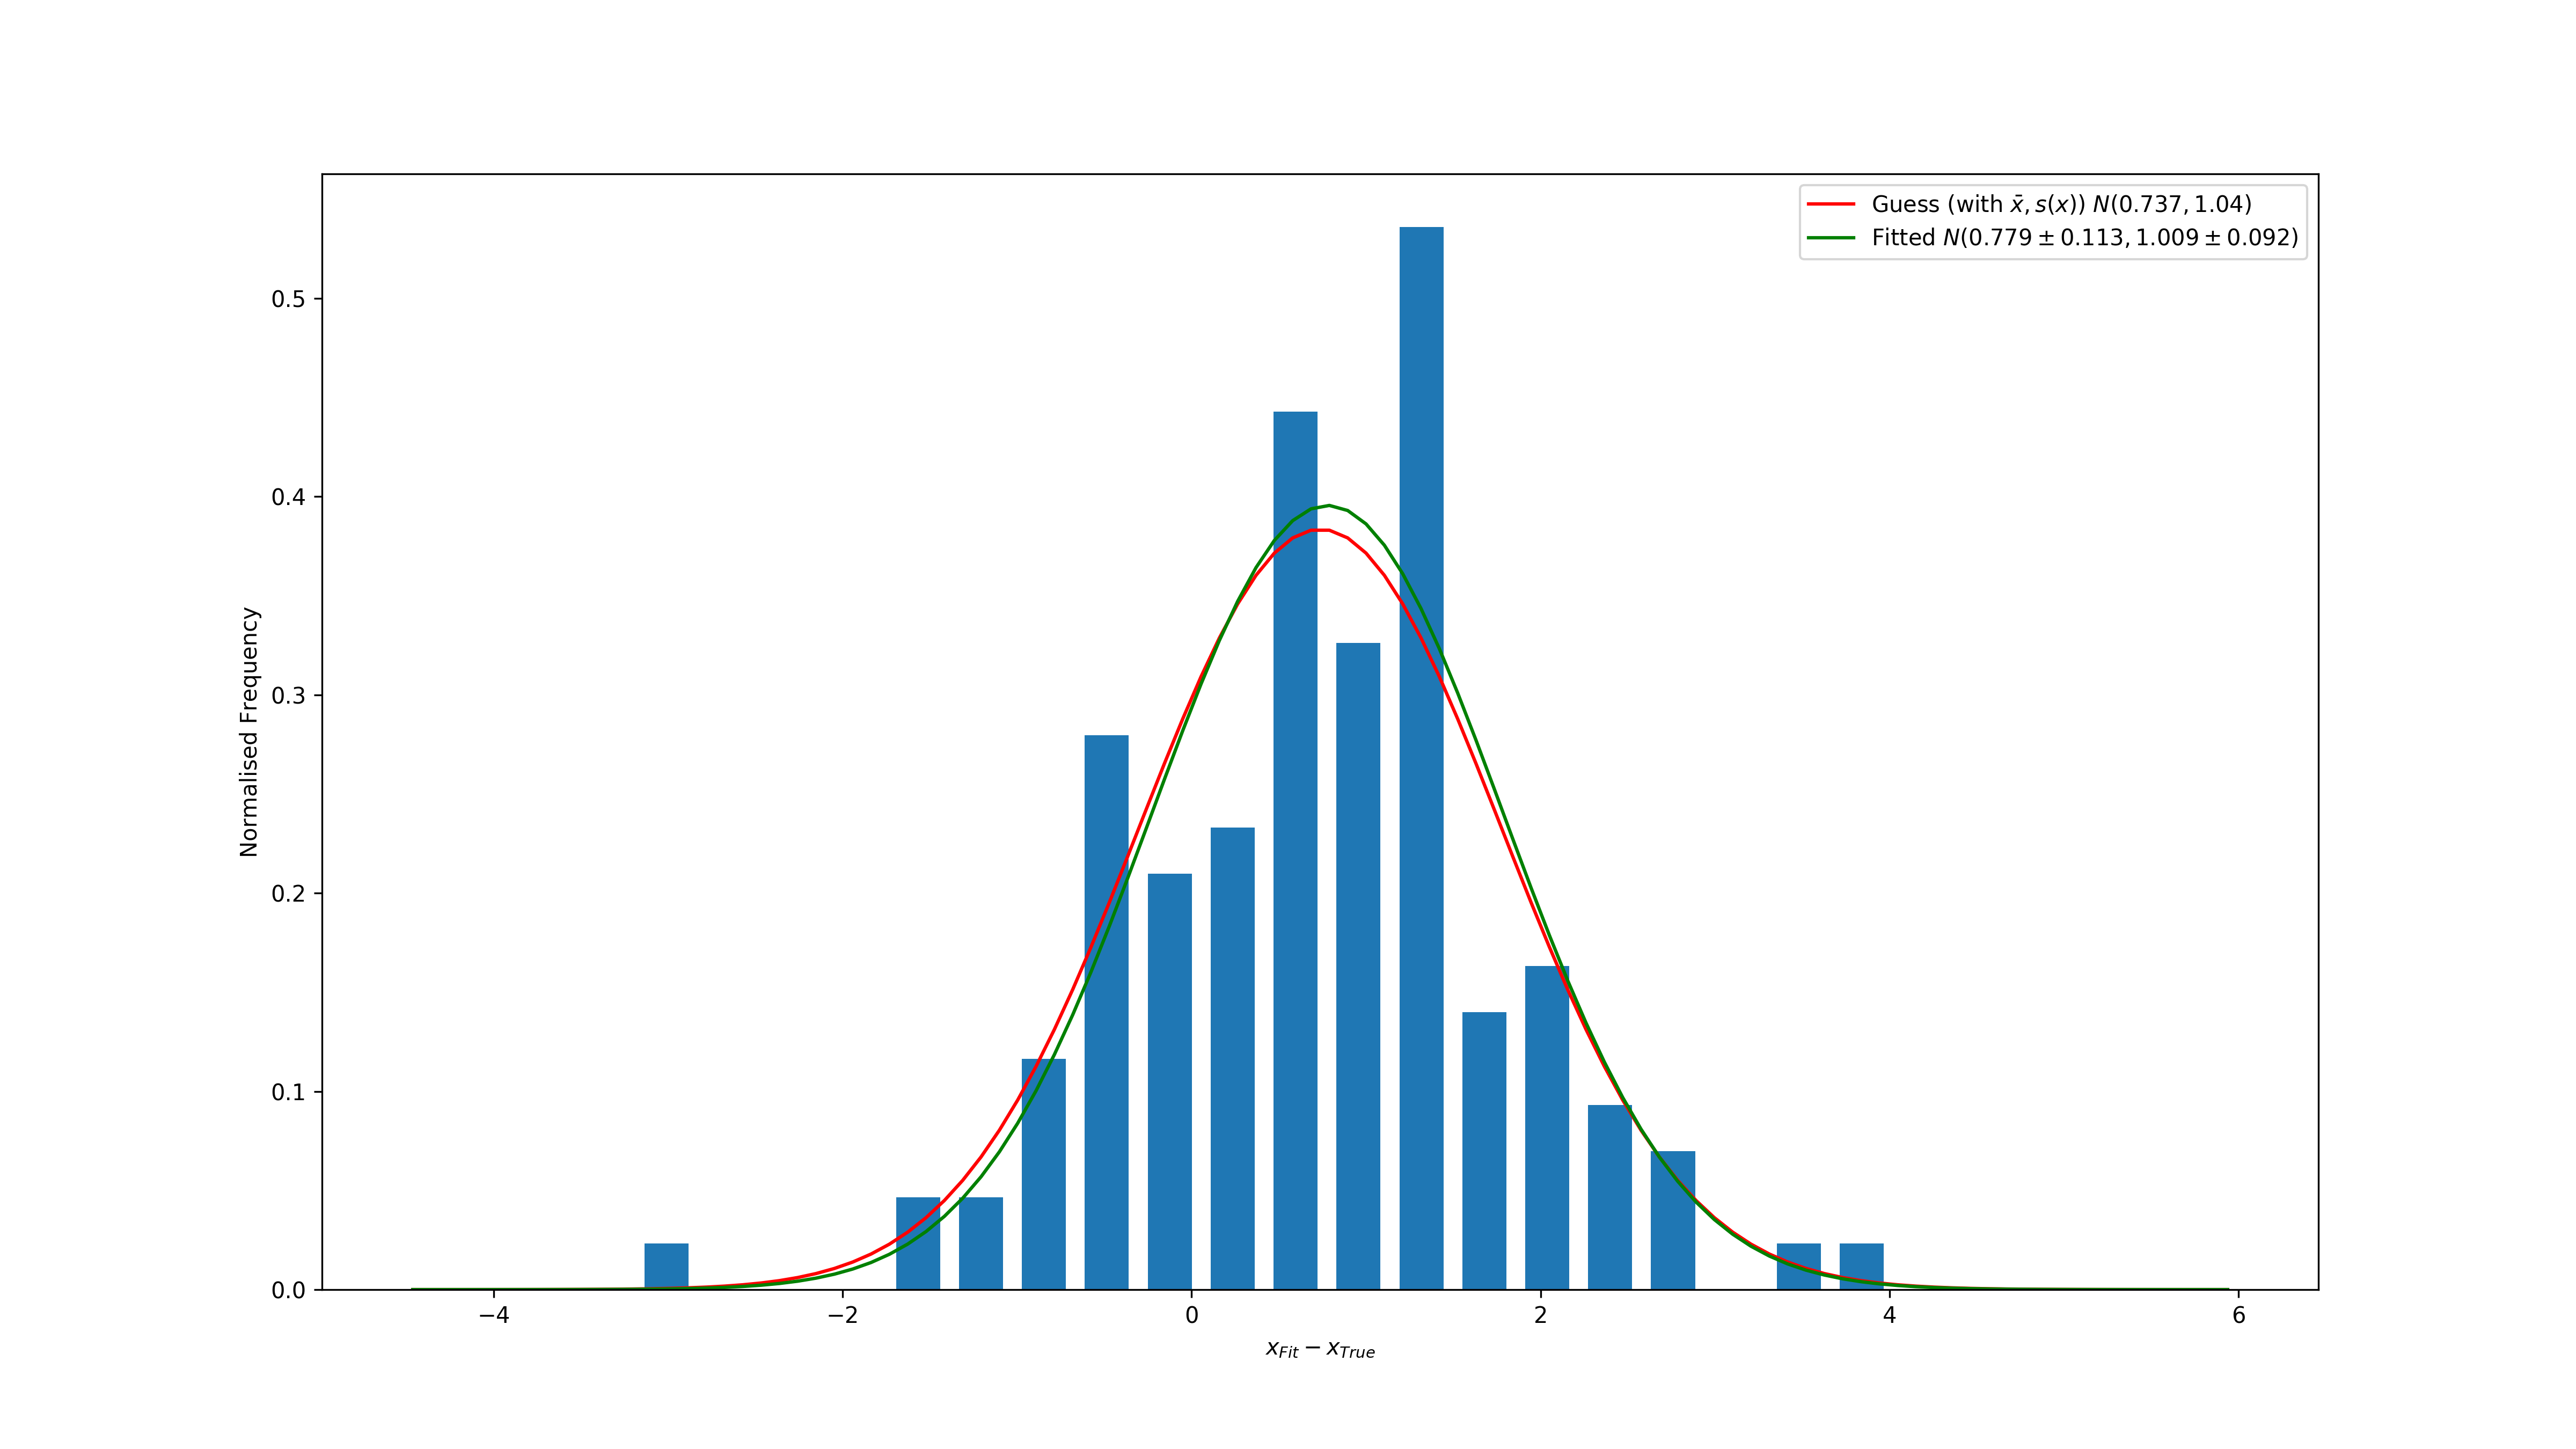 Guess (with x̄, s(x)) N(0.737, 1.04)
Fitted N(0.779 ± 0.113, 1.009 ± 0.092)
Normalised Frequency
0.5
0.4
0.3
0.2
0.1
0.0
−4 −2 0 2 4 6
x_Fit − x_True